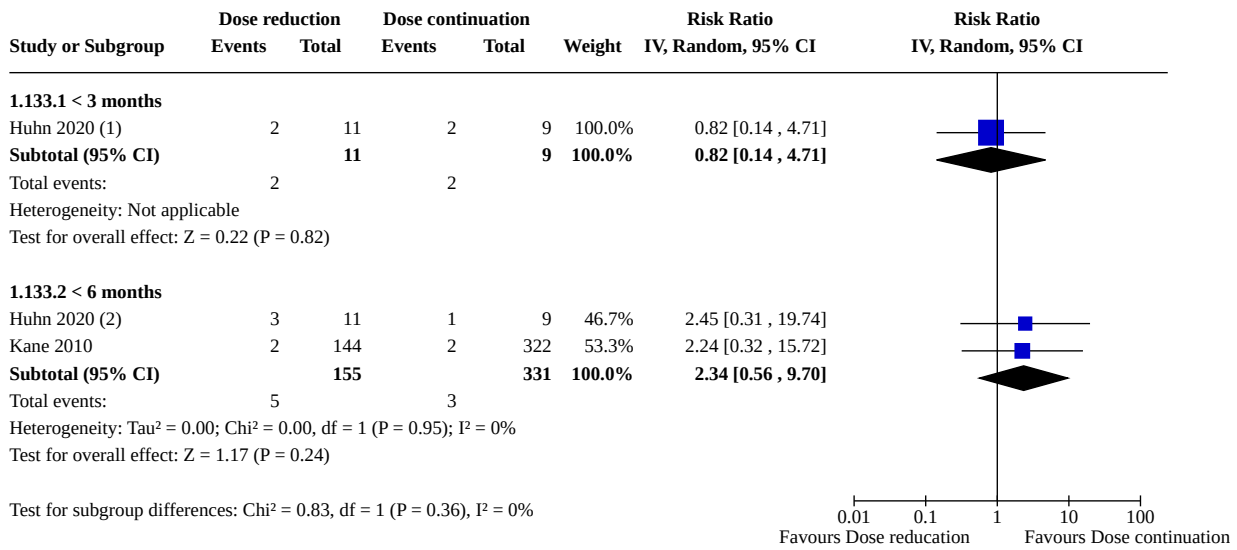 Dose reduction Dose continuation Risk Ratio Risk Ratio
Study or Subgroup Events Total Events Total Weight IV, Random, 95% CI IV, Random, 95% CI
1.133.1 < 3 months
Huhn 2020 (1) 2 11 2 9 100.0% 0.82 [0.14 , 4.71]
Subtotal (95% CI) 11 9 100.0% 0.82 [0.14 , 4.71]
Total events: 2 2
Heterogeneity: Not applicable
Test for overall effect: Z = 0.22 (P = 0.82)
1.133.2 < 6 months
Huhn 2020 (2) 3 11 1 9 46.7% 2.45 [0.31 , 19.74]
Kane 2010 2 144 2 322 53.3% 2.24 [0.32 , 15.72]
Subtotal (95% CI) 155 331 100.0% 2.34 [0.56 , 9.70]
Total events: 5 3
Heterogeneity: Tau² = 0.00; Chi² = 0.00, df = 1 (P = 0.95); I² = 0%
Test for overall effect: Z = 1.17 (P = 0.24)
Test for subgroup differences: Chi² = 0.83, df = 1 (P = 0.36), I² = 0%
0.01 0.1 1 10 100
Favours Dose reducation Favours Dose continuation